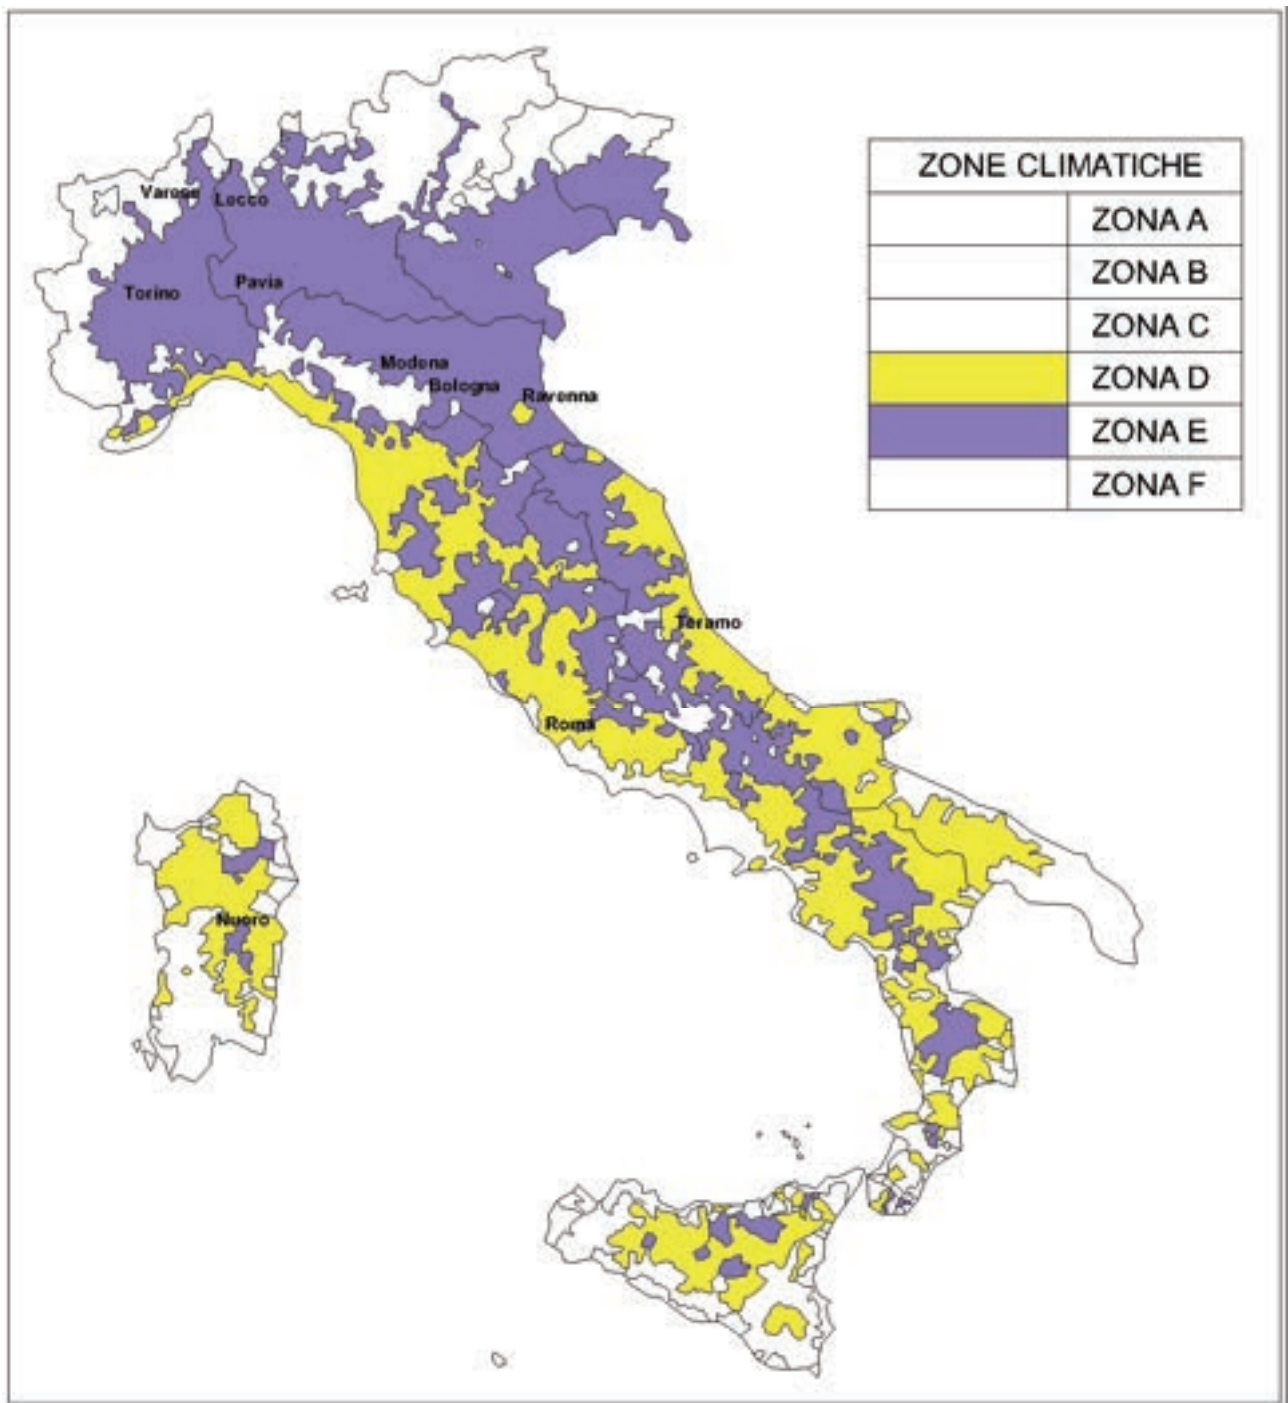 ZONE CLIMATICHE
ZONA A
ZONA B
ZONA C
ZONA D
ZONA E
ZONA F
Varese
Lecco
Torino
Pavia
Modena
Bologna
Ravenna
Teramo
Roma
Nuoro